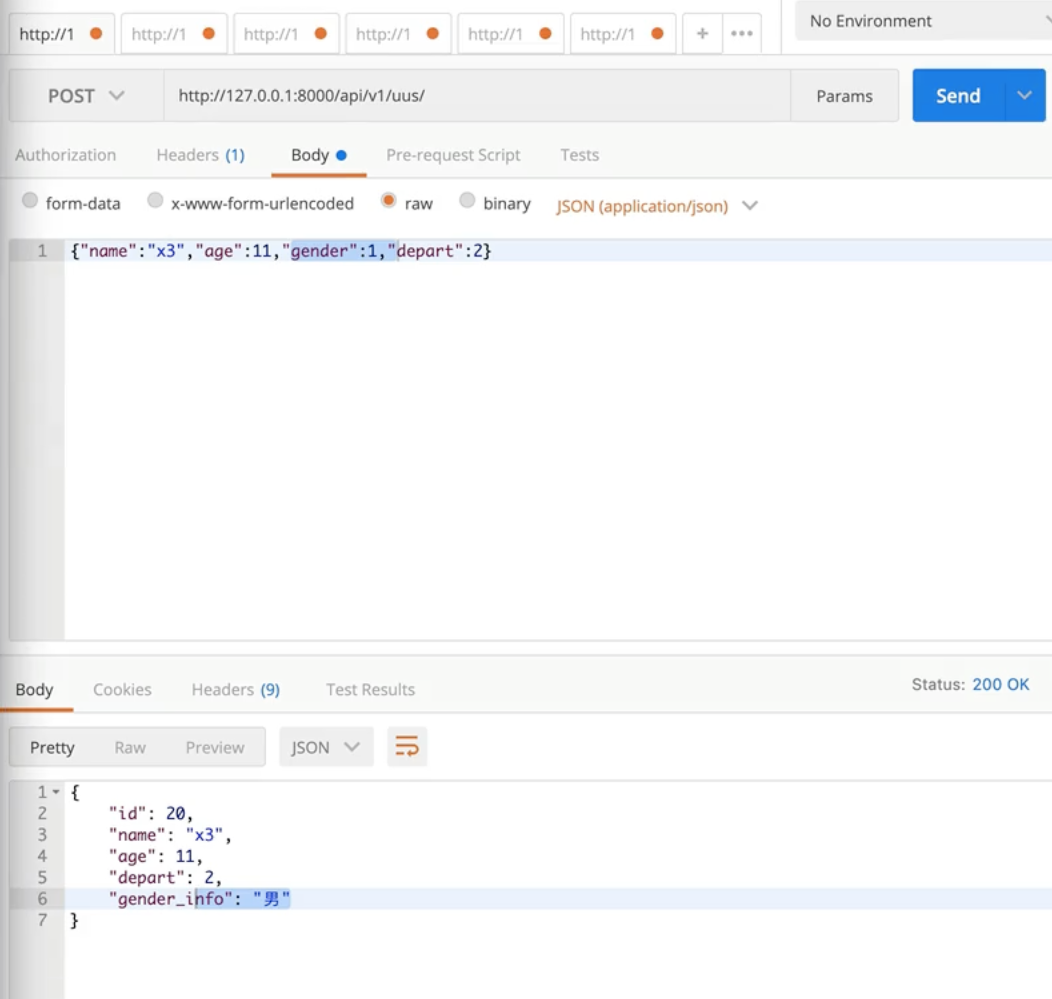 http://1 http://1 http://1 http://1 http://1 http://1 + ••• No Environment
POST http://127.0.0.1:8000/api/v1/uus/ Params Send
Authorization Headers (1) Body Pre-request Script Tests
form-data x-www-form-urlencoded raw binary JSON (application/json)
1 {"name":"x3","age":11,"gender":1,"depart":2}
Body Cookies Headers (9) Test Results Status: 200 OK
Pretty Raw Preview JSON
1 {
2 "id": 20,
3 "name": "x3",
4 "age": 11,
5 "depart": 2,
6 "gender_info": "男"
7 }